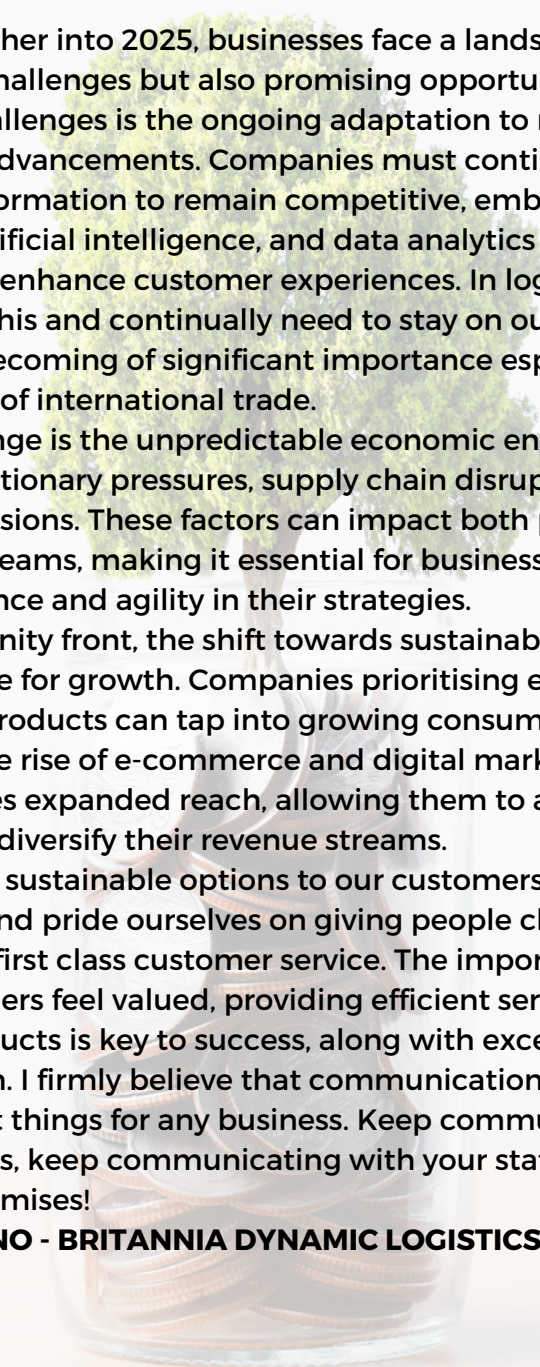 her into 2025, businesses face a lands
hallenges but also promising opportu
allenges is the ongoing adaptation to
dvancements. Companies must conti
ormation to remain competitive, emb
ificial intelligence, and data analytics
enhance customer experiences. In log
his and continually need to stay on ou
ecoming of significant importance esp
of international trade.
nge is the unpredictable economic en
tionary pressures, supply chain disrup
sions. These factors can impact both p
eams, making it essential for business
nce and agility in their strategies.
nity front, the shift towards sustainab
e for growth. Companies prioritising e
roducts can tap into growing consum
e rise of e-commerce and digital mark
es expanded reach, allowing them to a
diversify their revenue streams.
sustainable options to our customers
nd pride ourselves on giving people ch
first class customer service. The impor
ers feel valued, providing efficient ser
ucts is key to success, along with exce
n. I firmly believe that communication
t things for any business. Keep commu
s, keep communicating with your staf
mises!
NO - BRITANNIA DYNAMIC LOGISTICS